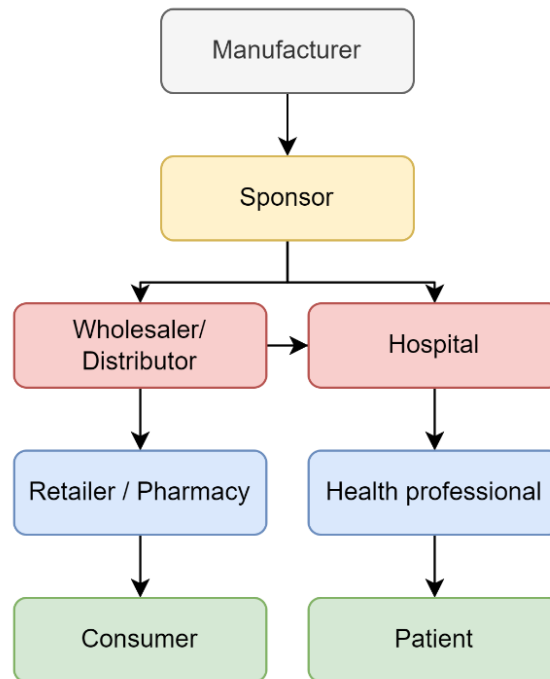 Manufacturer
Sponsor
Wholesaler/
Distributor
Hospital
Retailer / Pharmacy
Health professional
Consumer
Patient